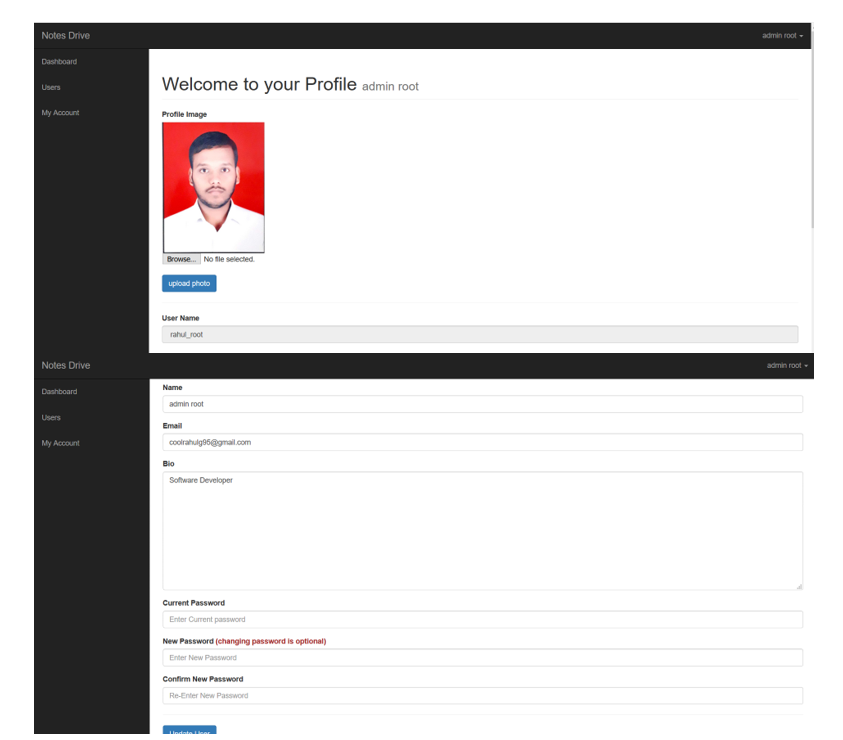 Notes Drive admin root
Dashboard
Users
My Account
Welcome to your Profile admin root
Profile Image
Browse... No file selected.
upload photo
User Name
rahul_root
Notes Drive admin root
Dashboard
Users
My Account
Name
admin root
Email
coolrahulg95@gmail.com
Bio
Software Developer
Current Password
Enter Current password
New Password (changing password is optional)
Enter New Password
Confirm New Password
Re-Enter New Password
Update User